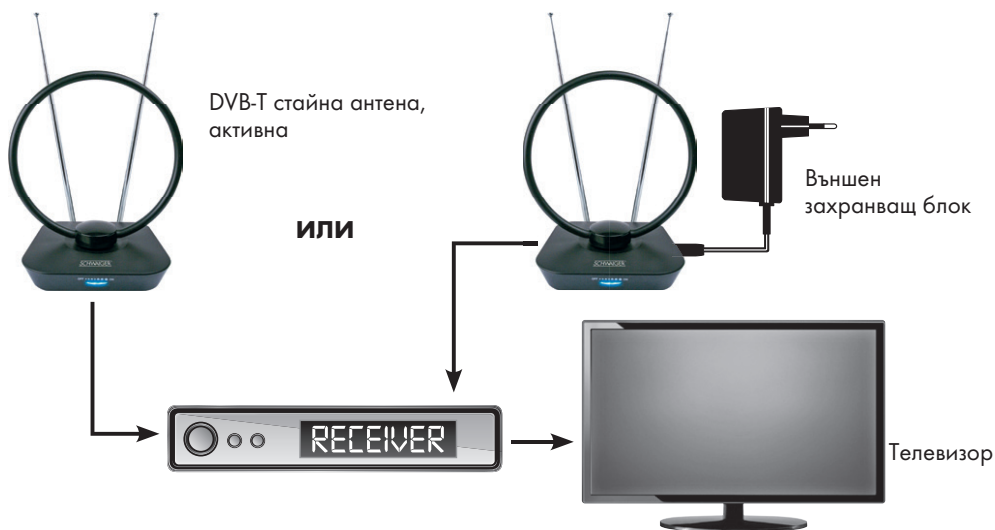 DVB-T стайна антена,
активна
Външен
захранващ блок
или
SCHWAIGER
SCHWAIGER
RECEIVER
Телевизор